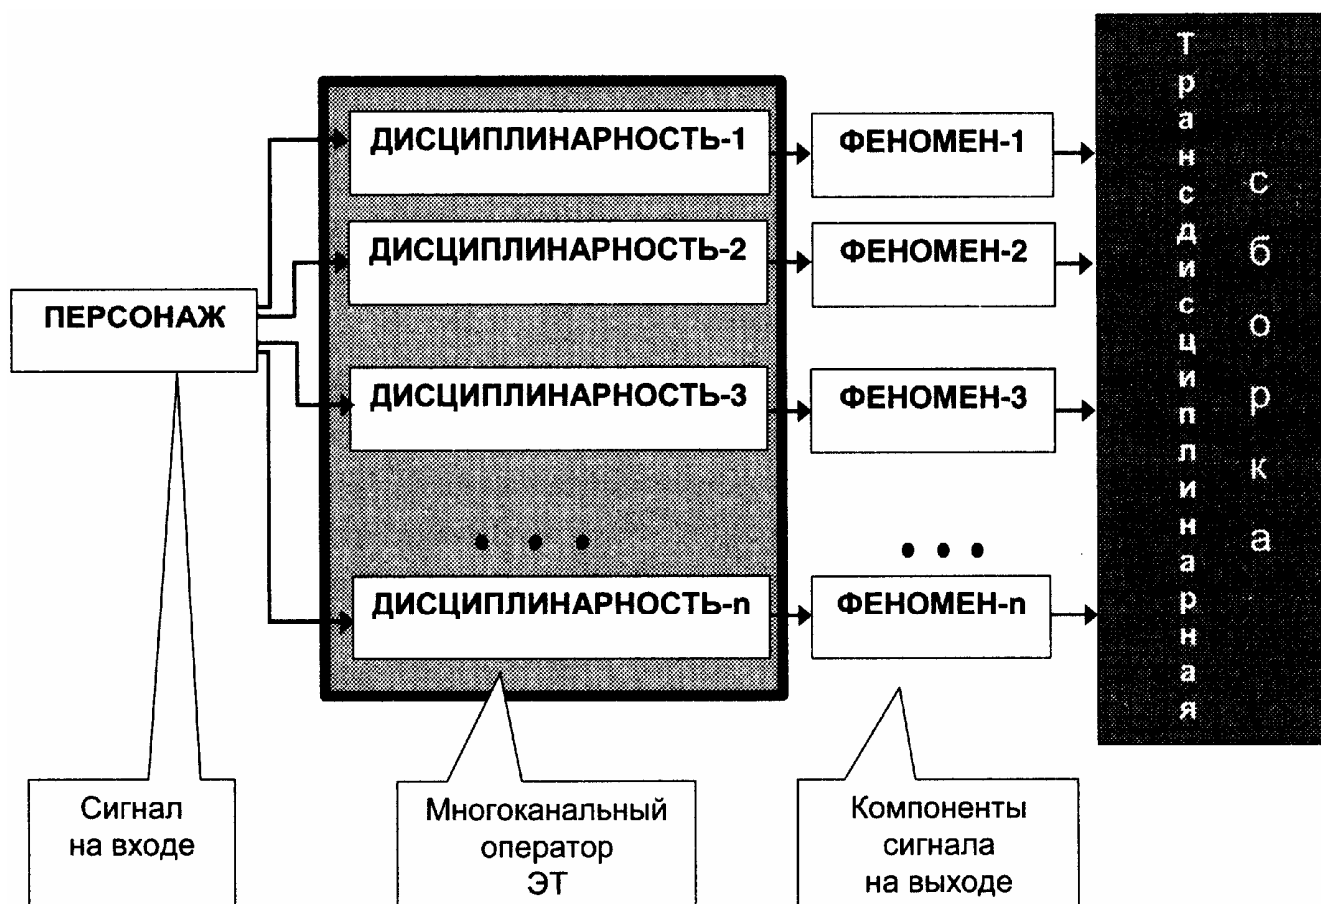 ДИСЦИПЛИНАРНОСТЬ-1
ФЕНОМЕН-1
ДИСЦИПЛИНАРНОСТЬ-2
ФЕНОМЕН-2
ПЕРСОНАЖ
ДИСЦИПЛИНАРНОСТЬ-3
ФЕНОМЕН-3
• • •
• • •
ДИСЦИПЛИНАРНОСТЬ-n
ФЕНОМЕН-n
Трансдисциплинарная
сборка
Сигнал
на входе
Многоканальный
оператор
ЭТ
Компоненты
сигнала
на выходе